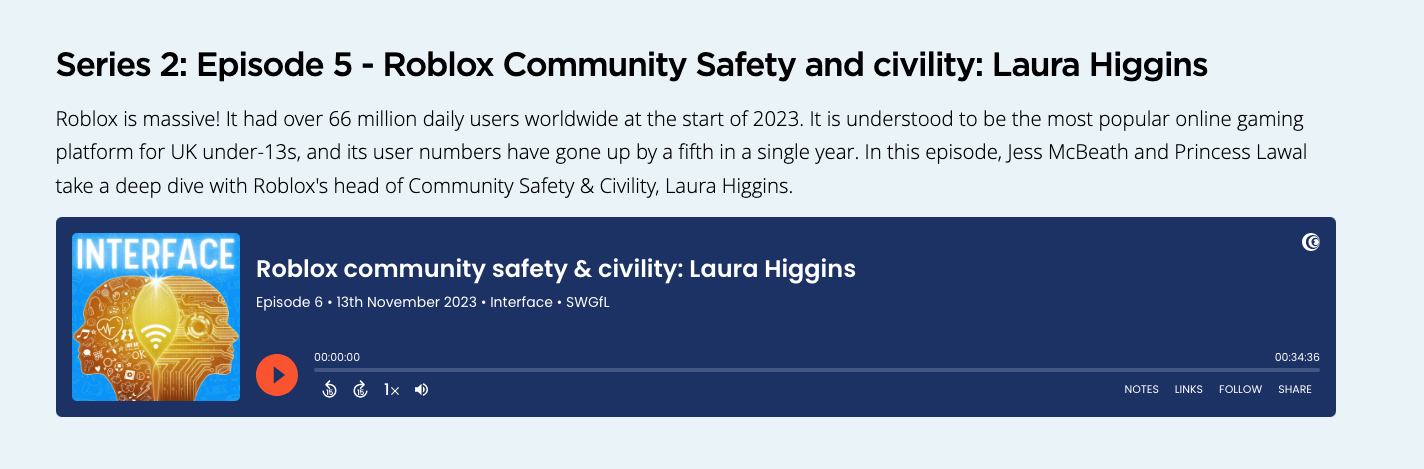 Series 2: Episode 5 - Roblox Community Safety and civility: Laura Higgins
Roblox is massive! It had over 66 million daily users worldwide at the start of 2023. It is understood to be the most popular online gaming
platform for UK under-13s, and its user numbers have gone up by a fifth in a single year. In this episode, Jess McBeath and Princess Lawal
take a deep dive with Roblox's head of Community Safety & Civility, Laura Higgins.
INTERFACE
OK
Roblox community safety & civility: Laura Higgins
Episode 6 • 13th November 2023 • Interface • SWGfL
00:00:00
00:34:36
15
15
1×
NOTES LINKS FOLLOW SHARE